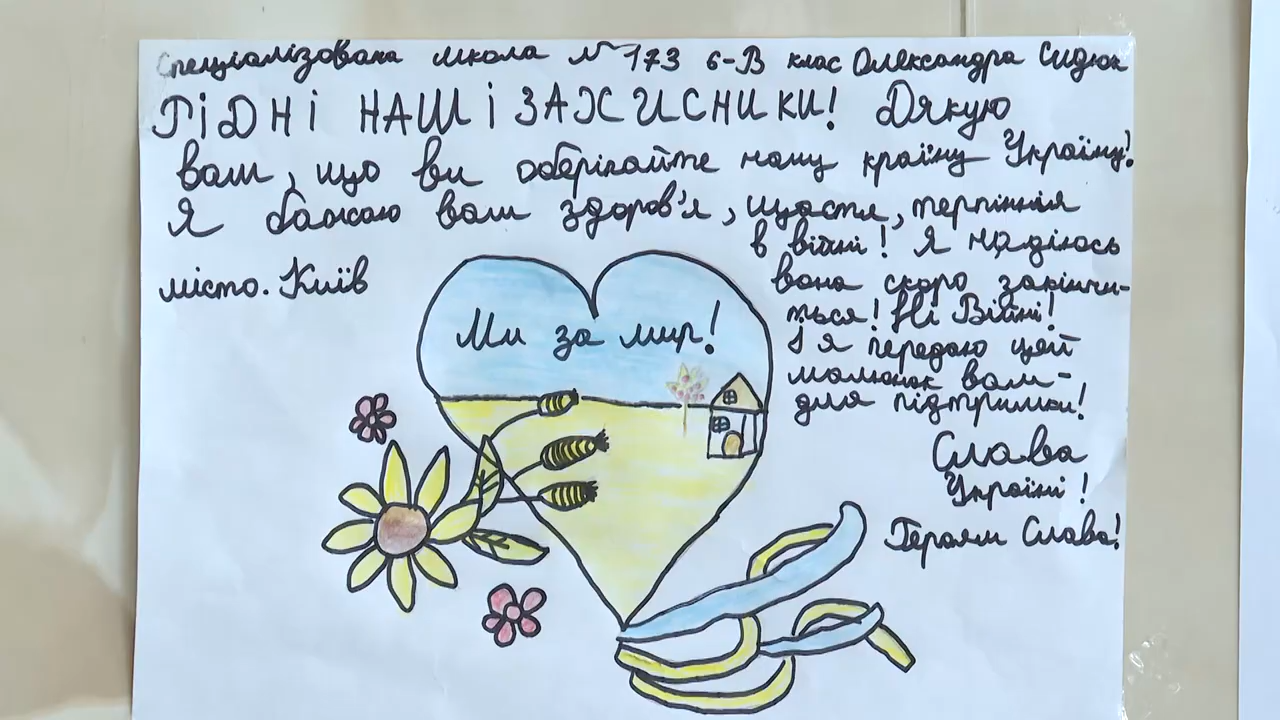 Спеціалізована школа № 173 6-В клас Олександра Сидюк
РІДНІ НАШІ ЗАХИСНИКИ! Дякую
вам, що ви оберігайте нашу країну Україну!
Я бажаю вам здоров'я, щастя, терпіння
в війні! Я надіюсь
вона скоро закінчи-
ться! Ні Війні!
І я передаю цей
малюнок вам-
для підтримки!
Слава
Україні!
Героям Слава!
місто. Київ
Ми за мир!